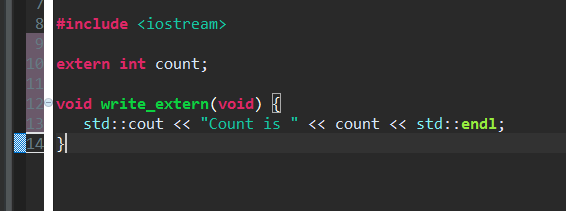 7
8 #include <iostream>
9
10 extern int count;
11
12 void write_extern(void) {
13 std::cout << "Count is " << count << std::endl;
14 }